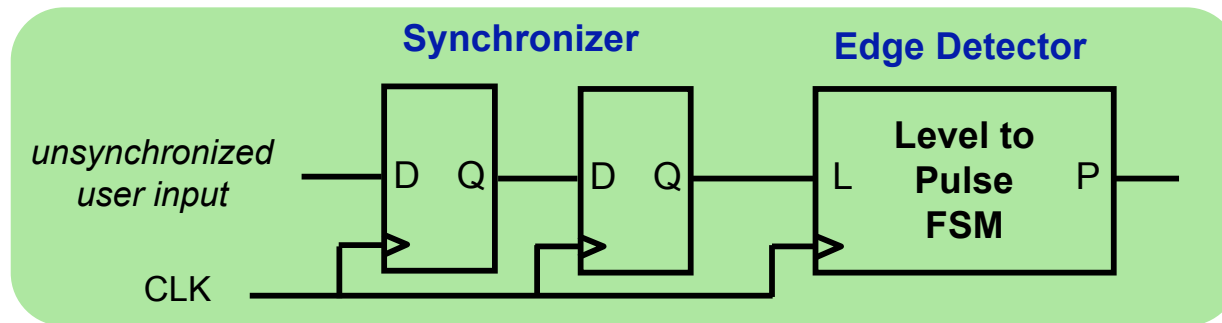 Synchronizer
Edge Detector
unsynchronized
user input
D Q
D Q
L
Level to
Pulse
FSM
P
CLK